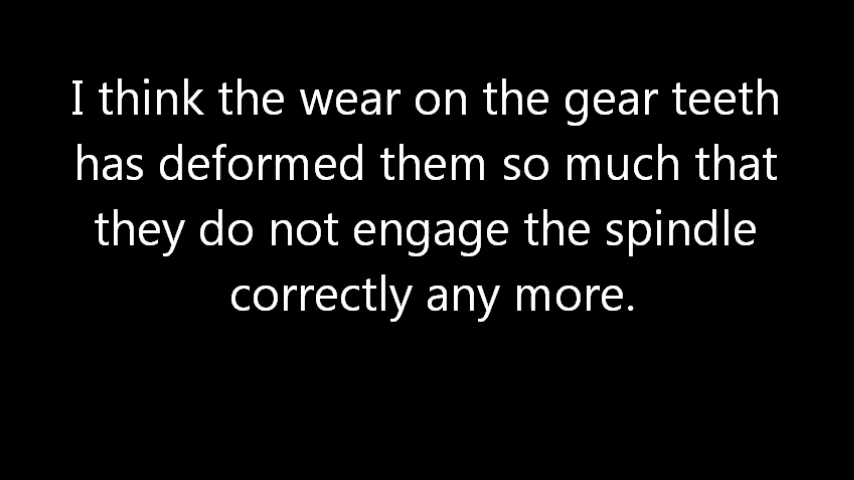 I think the wear on the gear teeth
has deformed them so much that
they do not engage the spindle
correctly any more.